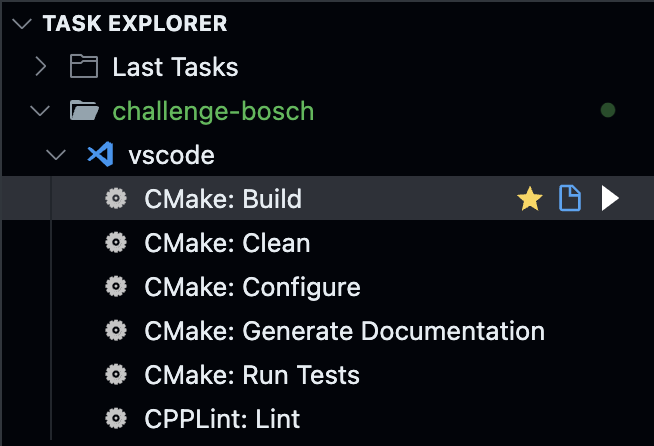 TASK EXPLORER
Last Tasks
challenge-bosch
vscode
CMake: Build
CMake: Clean
CMake: Configure
CMake: Generate Documentation
CMake: Run Tests
CPPLint: Lint